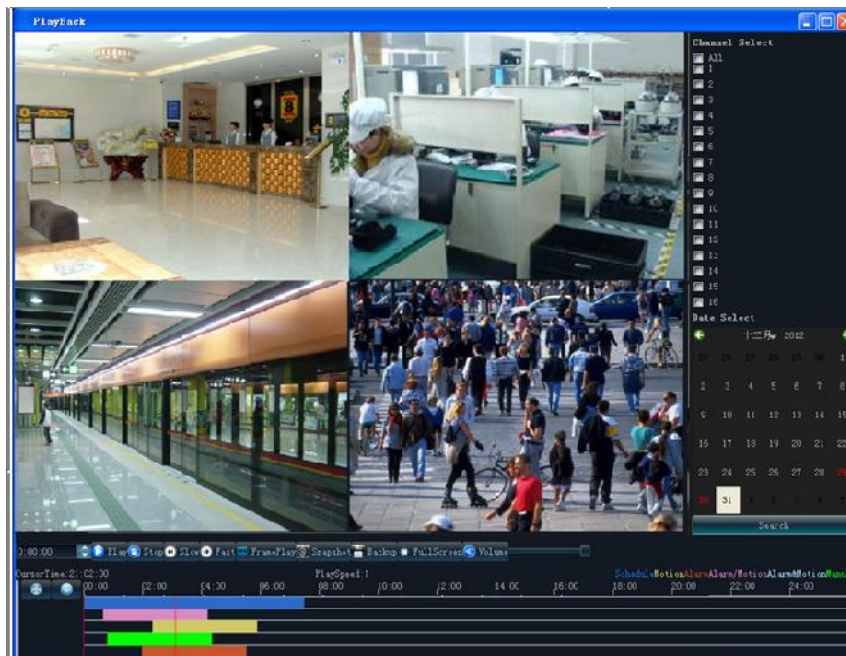 PlayBack
Channel Select
All
1
2
3
4
5
6
7
8
9
10
11
12
13
14
15
16
Date Select
十二月 2012
1
2 3 4 5 6 7 8
9 10 11 12 13 14 15
16 17 18 19 20 21 22
23 24 25 26 27 28 29
30 31
Search
0:00:00 Play Stop Slow Fast FramePlay Snapshot Backup FullScreen Volume
PlaySpeed:1
Schedule Motion Alarm Alarm/Motion Alarm&Motion
00:00 02:00 04:30 06:00 08:00 10:00 12:00 14:00 16:00 18:00 20:00 22:00 24:00